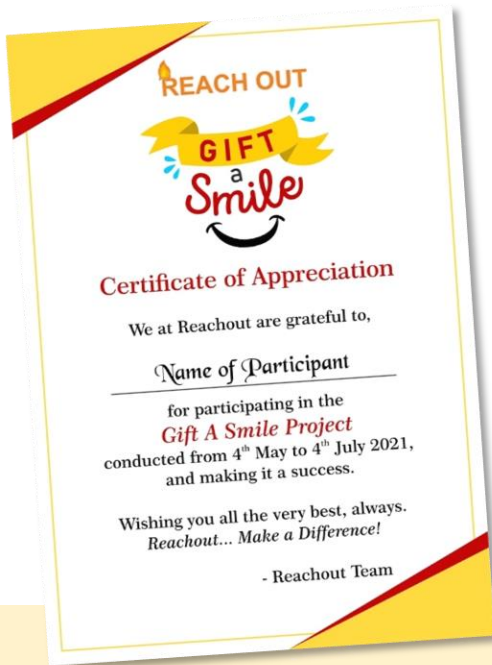 REACH OUT
GIFT
a
Smile
Certificate of Appreciation
We at Reachout are grateful to,
Name of Participant
for participating in the
Gift A Smile Project
conducted from 4th May to 4th July 2021,
and making it a success.
Wishing you all the very best, always.
Reachout... Make a Difference!
- Reachout Team